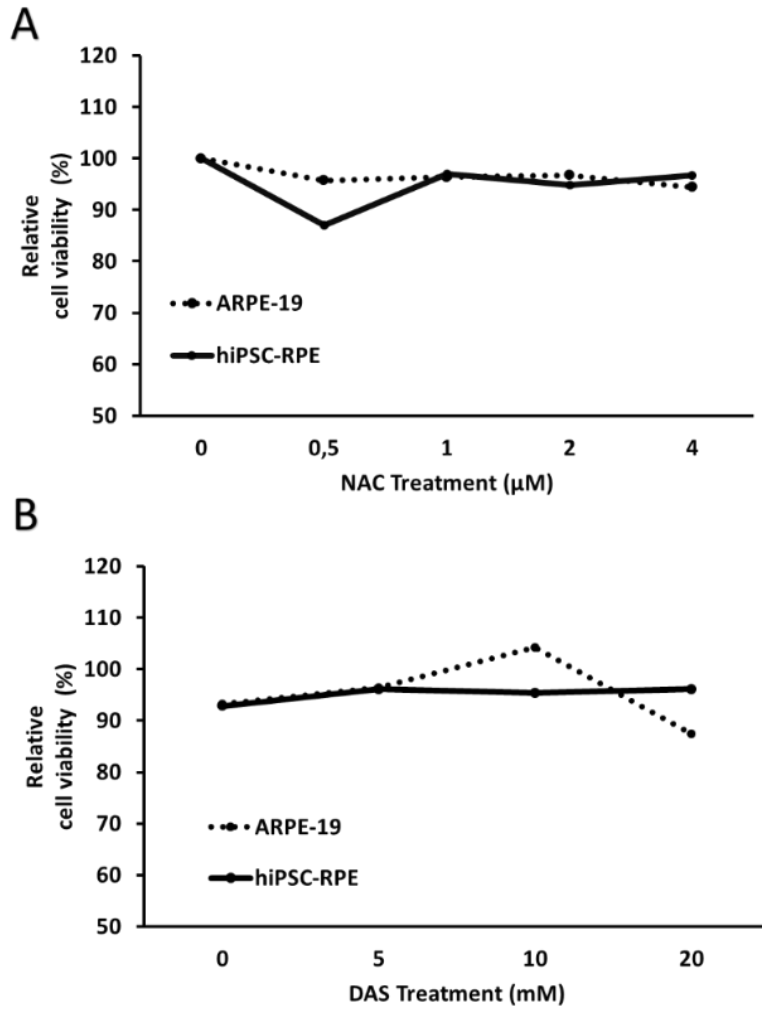 A
120
110
100
90
80
70
60
50
Relative
cell viability (%)
ARPE-19
hiPSC-RPE
0 0,5 1 2 4
NAC Treatment (μM)
B
120
110
100
90
80
70
60
50
Relative
cell viability (%)
ARPE-19
hiPSC-RPE
0 5 10 20
DAS Treatment (mM)